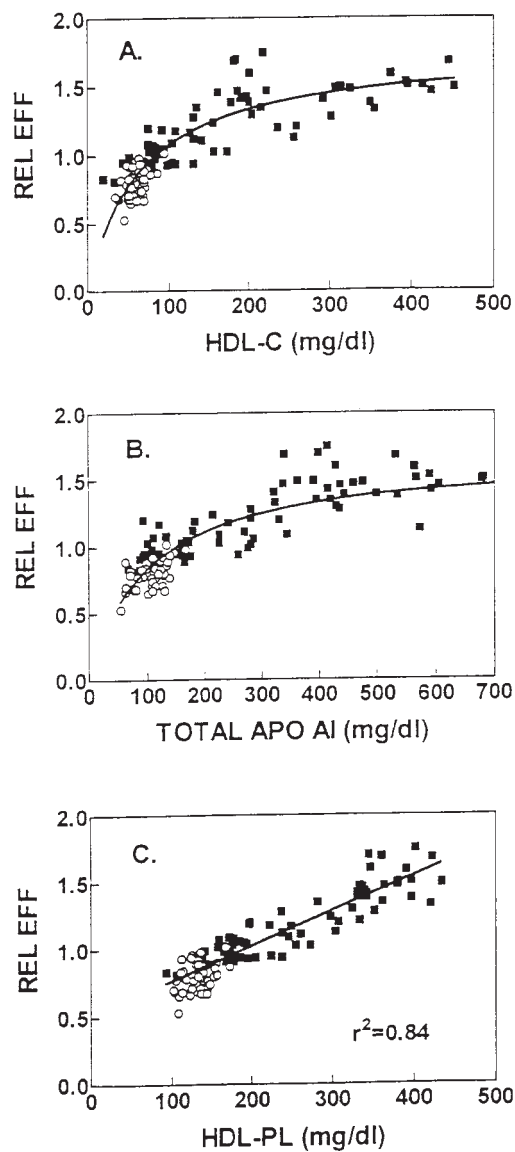 A.
REL EFF
2.0
1.5
1.0
0.5
0.0
0 100 200 300 400 500
HDL-C (mg/dl)
B.
REL EFF
2.0
1.5
1.0
0.5
0.0
0 100 200 300 400 500 600 700
TOTAL APO AI (mg/dl)
C.
REL EFF
2.0
1.5
1.0
0.5
0.0
r²=0.84
0 100 200 300 400 500
HDL-PL (mg/dl)